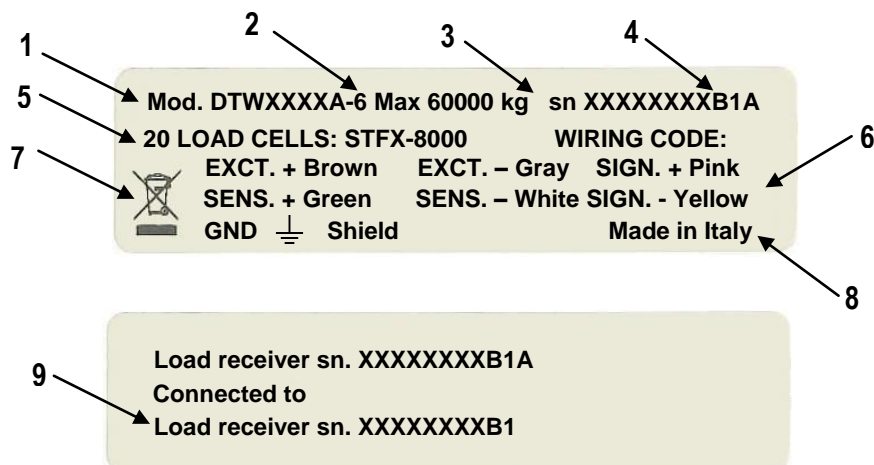 1
2
3
4
Mod. DTWXXXXA-6 Max 60000 kg sn XXXXXXXXB1A
5
20 LOAD CELLS: STFX-8000 WIRING CODE:
6
7
EXCT. + Brown EXCT. – Gray SIGN. + Pink
SENS. + Green SENS. – White SIGN. - Yellow
GND Shield Made in Italy
8
Load receiver sn. XXXXXXXXB1A
9
Connected to
Load receiver sn. XXXXXXXXB1